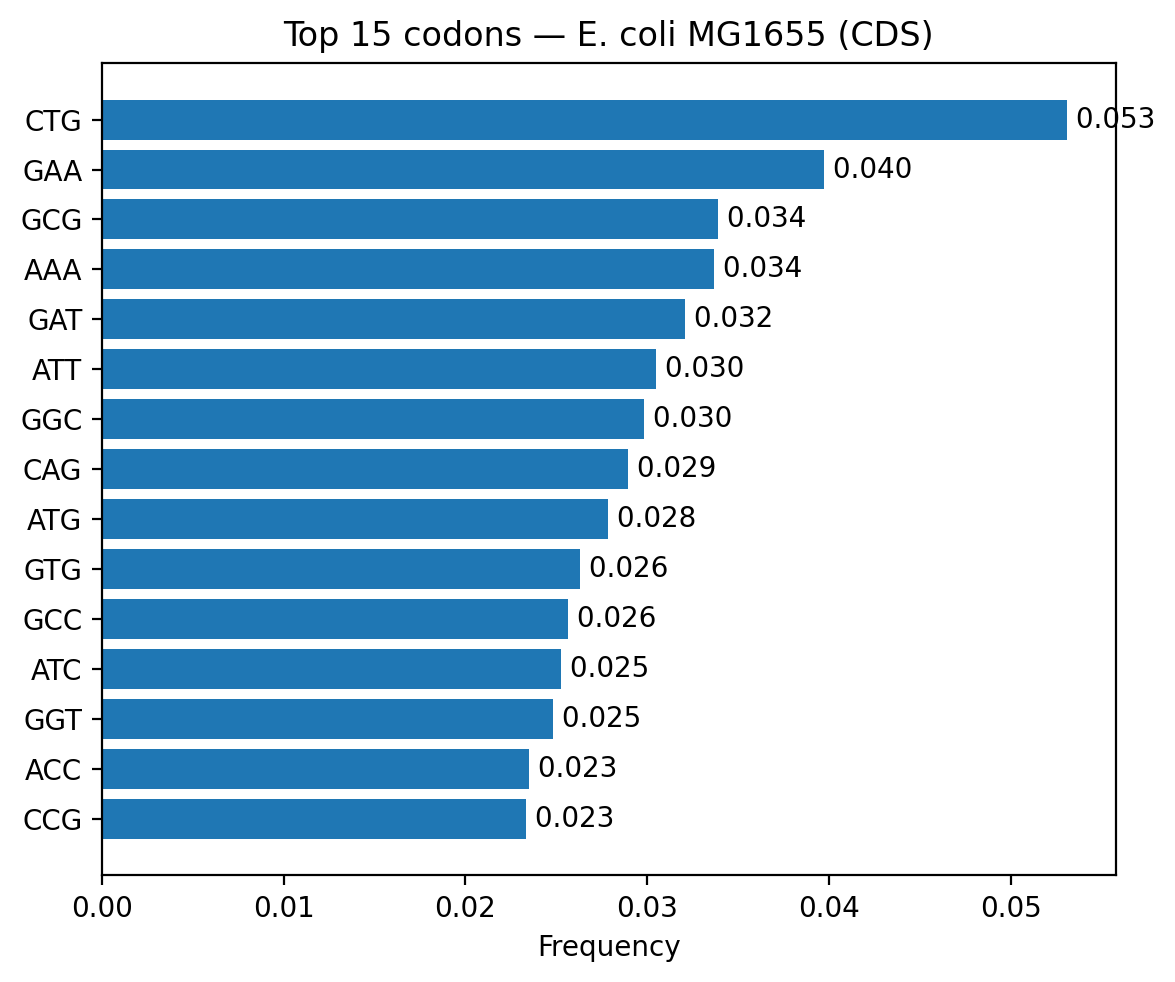 Top 15 codons — E. coli MG1655 (CDS)
CTG 0.053
GAA 0.040
GCG 0.034
AAA 0.034
GAT 0.032
ATT 0.030
GGC 0.030
CAG 0.029
ATG 0.028
GTG 0.026
GCC 0.026
ATC 0.025
GGT 0.025
ACC 0.023
CCG 0.023
0.00 0.01 0.02 0.03 0.04 0.05
Frequency